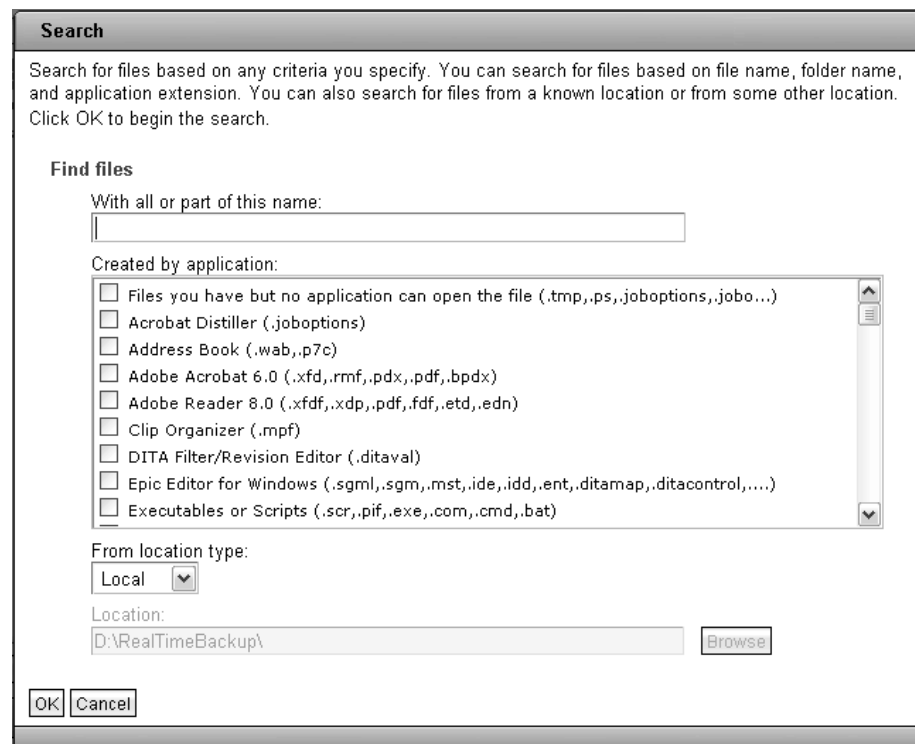 Search
Search for files based on any criteria you specify. You can search for files based on file name, folder name,
and application extension. You can also search for files from a known location or from some other location.
Click OK to begin the search.
Find files
With all or part of this name:
Created by application:
Files you have but no application can open the file (.tmp,.ps,.joboptions,.jobo...)
Acrobat Distiller (.joboptions)
Address Book (.wab,.p7c)
Adobe Acrobat 6.0 (.xfd,.rmf,.pdx,.pdf,.bpdx)
Adobe Reader 8.0 (.xfdf,.xdp,.pdf,.fdf,.etd,.edn)
Clip Organizer (.mpf)
DITA Filter/Revision Editor (.ditaval)
Epic Editor for Windows (.sgml,.sgm,.mst,.ide,.idd,.ent,.ditamap,.ditacontrol,....)
Executables or Scripts (.scr,.pif,.exe,.com,.cmd,.bat)
From location type:
Local
Location:
D:\RealTimeBackup\
Browse
OK Cancel